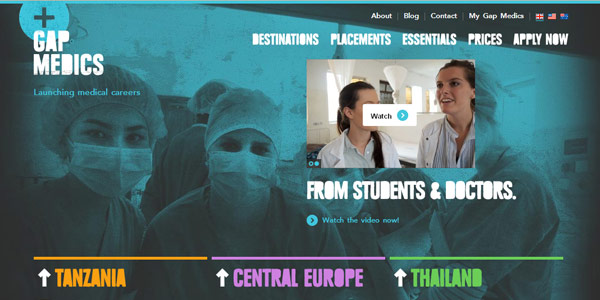 About | Blog | Contact | My Gap Medics
GAP
MEDICS
DESTINATIONS PLACEMENTS ESSENTIALS PRICES APPLY NOW
Launching medical careers
Watch
FROM STUDENTS & DOCTORS.
Watch the video now!
TANZANIA
CENTRAL EUROPE
THAILAND